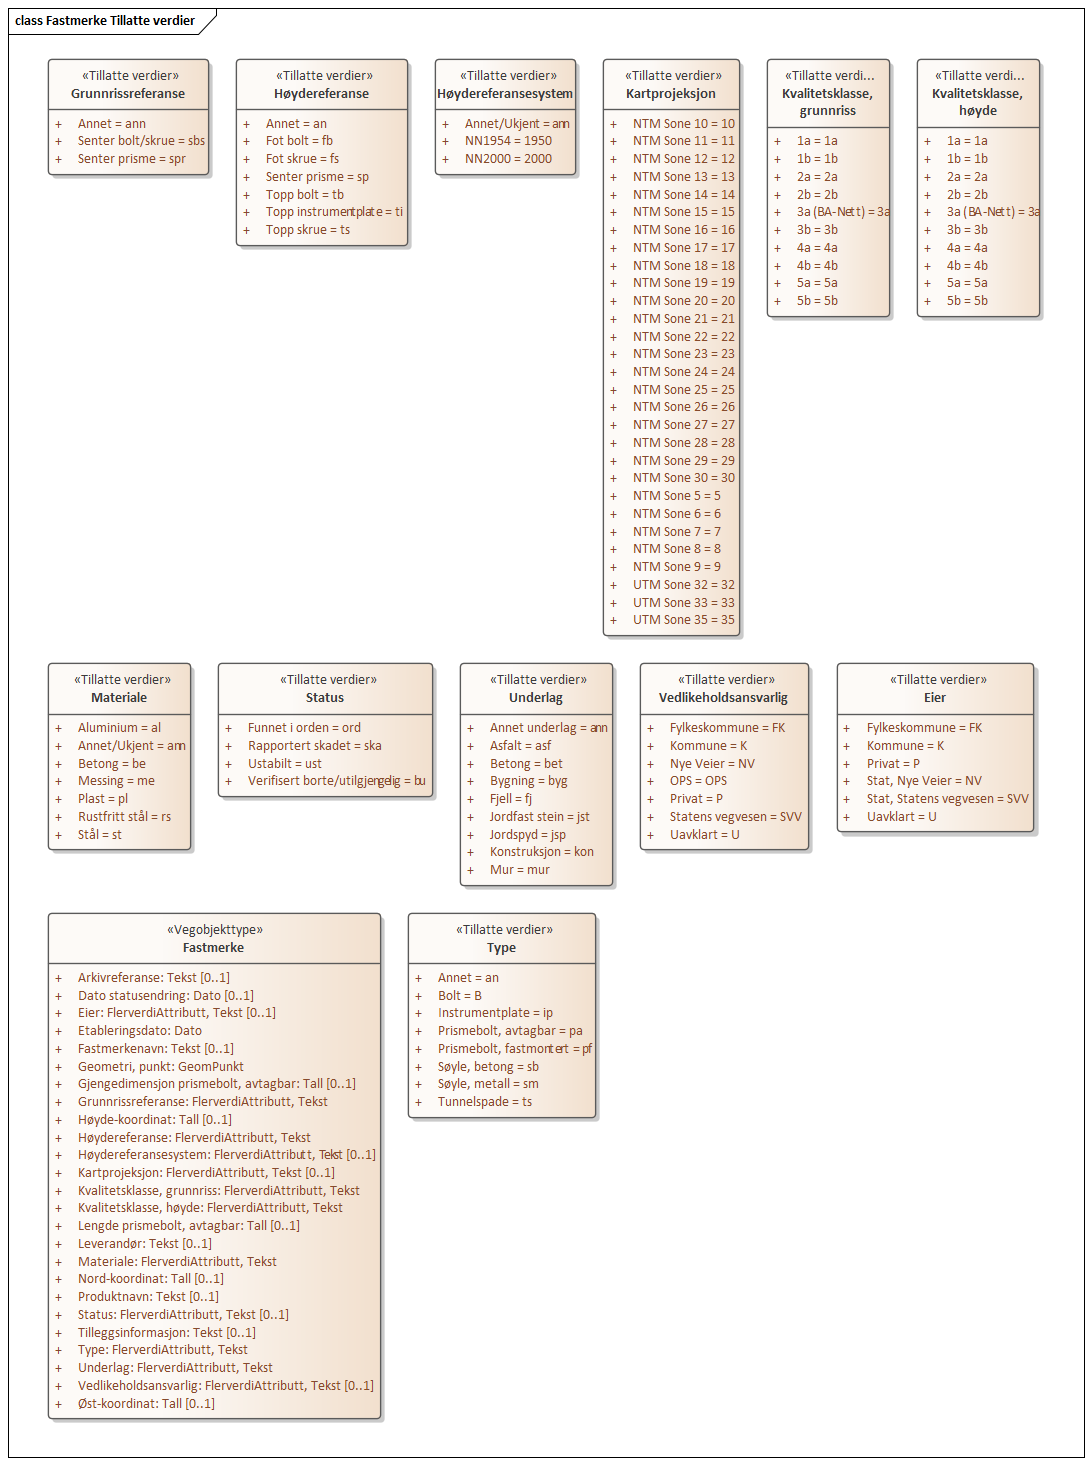 class Fastmerke Tillatte verdier
«Tillatte verdier»
Grunnrissreferanse
+ Annet = ann
+ Senter bolt/skrue = sbs
+ Senter prisme = spr
«Tillatte verdier»
Høydereferanse
+ Annet = an
+ Fot bolt = fb
+ Fot skrue = fs
+ Senter prisme = sp
+ Topp bolt = tb
+ Topp instrumentplate = ti
+ Topp skrue = ts
«Tillatte verdier»
Høydereferansesystem
+ Annet/Ukjent = ann
+ NN1954 = 1950
+ NN2000 = 2000
«Tillatte verdier»
Kartprojeksjon
+ NTM Sone 10 = 10
+ NTM Sone 11 = 11
+ NTM Sone 12 = 12
+ NTM Sone 13 = 13
+ NTM Sone 14 = 14
+ NTM Sone 15 = 15
+ NTM Sone 16 = 16
+ NTM Sone 17 = 17
+ NTM Sone 18 = 18
+ NTM Sone 19 = 19
+ NTM Sone 20 = 20
+ NTM Sone 21 = 21
+ NTM Sone 22 = 22
+ NTM Sone 23 = 23
+ NTM Sone 24 = 24
+ NTM Sone 25 = 25
+ NTM Sone 26 = 26
+ NTM Sone 27 = 27
+ NTM Sone 28 = 28
+ NTM Sone 29 = 29
+ NTM Sone 30 = 30
+ NTM Sone 5 = 5
+ NTM Sone 6 = 6
+ NTM Sone 7 = 7
+ NTM Sone 8 = 8
+ NTM Sone 9 = 9
+ UTM Sone 32 = 32
+ UTM Sone 33 = 33
+ UTM Sone 35 = 35
«Tillatte verdi...
Kvalitetsklasse,
grunnriss
+ 1a = 1a
+ 1b = 1b
+ 2a = 2a
+ 2b = 2b
+ 3a (BA-Nett) = 3a
+ 3b = 3b
+ 4a = 4a
+ 4b = 4b
+ 5a = 5a
+ 5b = 5b
«Tillatte verdi...
Kvalitetsklasse,
høyde
+ 1a = 1a
+ 1b = 1b
+ 2a = 2a
+ 2b = 2b
+ 3a (BA-Nett) = 3a
+ 3b = 3b
+ 4a = 4a
+ 4b = 4b
+ 5a = 5a
+ 5b = 5b
«Tillatte verdier»
Materiale
+ Aluminium = al
+ Annet/Ukjent = ann
+ Betong = be
+ Messing = me
+ Plast = pl
+ Rustfritt stål = rs
+ Stål = st
«Tillatte verdier»
Status
+ Funnet i orden = ord
+ Rapportert skadet = ska
+ Ustabilt = ust
+ Verifisert borte/utilgjengelig = bu
«Tillatte verdier»
Underlag
+ Annet underlag = ann
+ Asfalt = asf
+ Betong = bet
+ Bygning = byg
+ Fjell = fj
+ Jordfast stein = jst
+ Jordspyd = jsp
+ Konstruksjon = kon
+ Mur = mur
«Tillatte verdier»
Vedlikeholdsansvarlig
+ Fylkeskommune = FK
+ Kommune = K
+ Nye Veier = NV
+ OPS = OPS
+ Privat = P
+ Statens vegvesen = SVV
+ Uavklart = U
«Tillatte verdier»
Eier
+ Fylkeskommune = FK
+ Kommune = K
+ Privat = P
+ Stat, Nye Veier = NV
+ Stat, Statens vegvesen = SVV
+ Uavklart = U
«Vegobjekttype»
Fastmerke
+ Arkivreferanse: Tekst [0..1]
+ Dato statusendring: Dato [0..1]
+ Eier: FlerverdiAttributt, Tekst [0..1]
+ Etableringsdato: Dato
+ Fastmerkenavn: Tekst [0..1]
+ Geometri, punkt: GeomPunkt
+ Gjengedimensjon prismebolt, avtagbar: Tall [0..1]
+ Grunnrissreferanse: FlerverdiAttributt, Tekst
+ Høyde-koordinat: Tall [0..1]
+ Høydereferanse: FlerverdiAttributt, Tekst
+ Høydereferansesystem: FlerverdiAttributt, Tekst [0..1]
+ Kartprojeksjon: FlerverdiAttributt, Tekst [0..1]
+ Kvalitetsklasse, grunnriss: FlerverdiAttributt, Tekst
+ Kvalitetsklasse, høyde: FlerverdiAttributt, Tekst
+ Lengde prismebolt, avtagbar: Tall [0..1]
+ Leverandør: Tekst [0..1]
+ Materiale: FlerverdiAttributt, Tekst
+ Nord-koordinat: Tall [0..1]
+ Produktnavn: Tekst [0..1]
+ Status: FlerverdiAttributt, Tekst [0..1]
+ Tilleggsinformasjon: Tekst [0..1]
+ Type: FlerverdiAttributt, Tekst
+ Underlag: FlerverdiAttributt, Tekst
+ Vedlikeholdsansvarlig: FlerverdiAttributt, Tekst [0..1]
+ Øst-koordinat: Tall [0..1]
«Tillatte verdier»
Type
+ Annet = an
+ Bolt = B
+ Instrumentplate = ip
+ Prismebolt, avtagbar = pa
+ Prismebolt, fastmontert = pf
+ Søyle, betong = sb
+ Søyle, metall = sm
+ Tunnelspade = ts